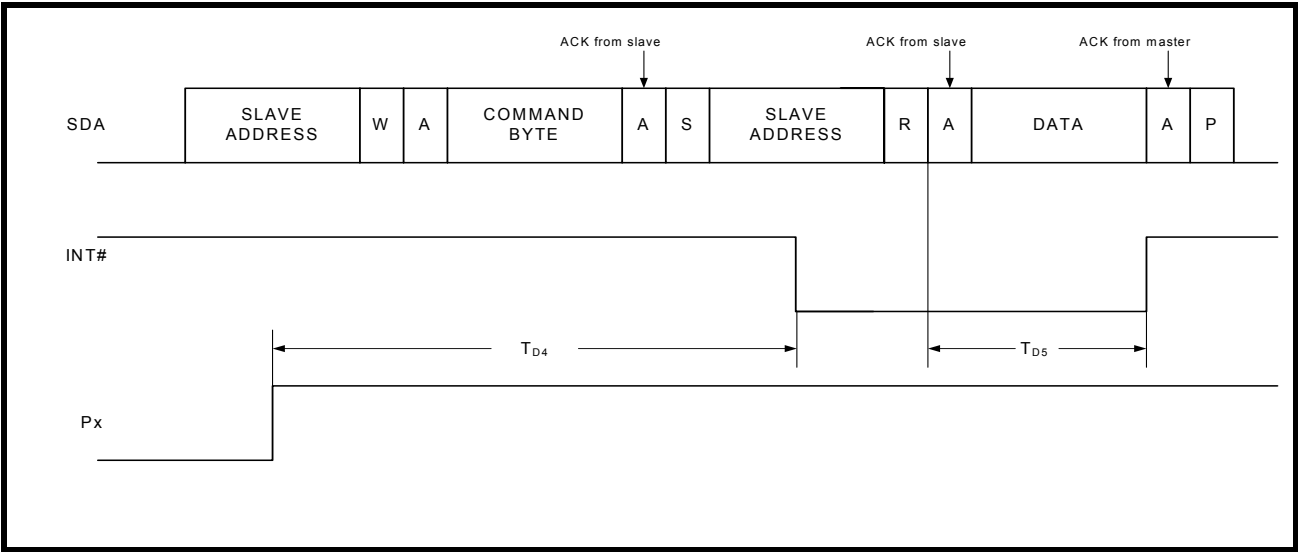 ACK from slave
ACK from slave
ACK from master
SDA
SLAVE
ADDRESS
W
A
COMMAND
BYTE
A
S
SLAVE
ADDRESS
R
A
DATA
A
P
INT#
TD4
TD5
Px